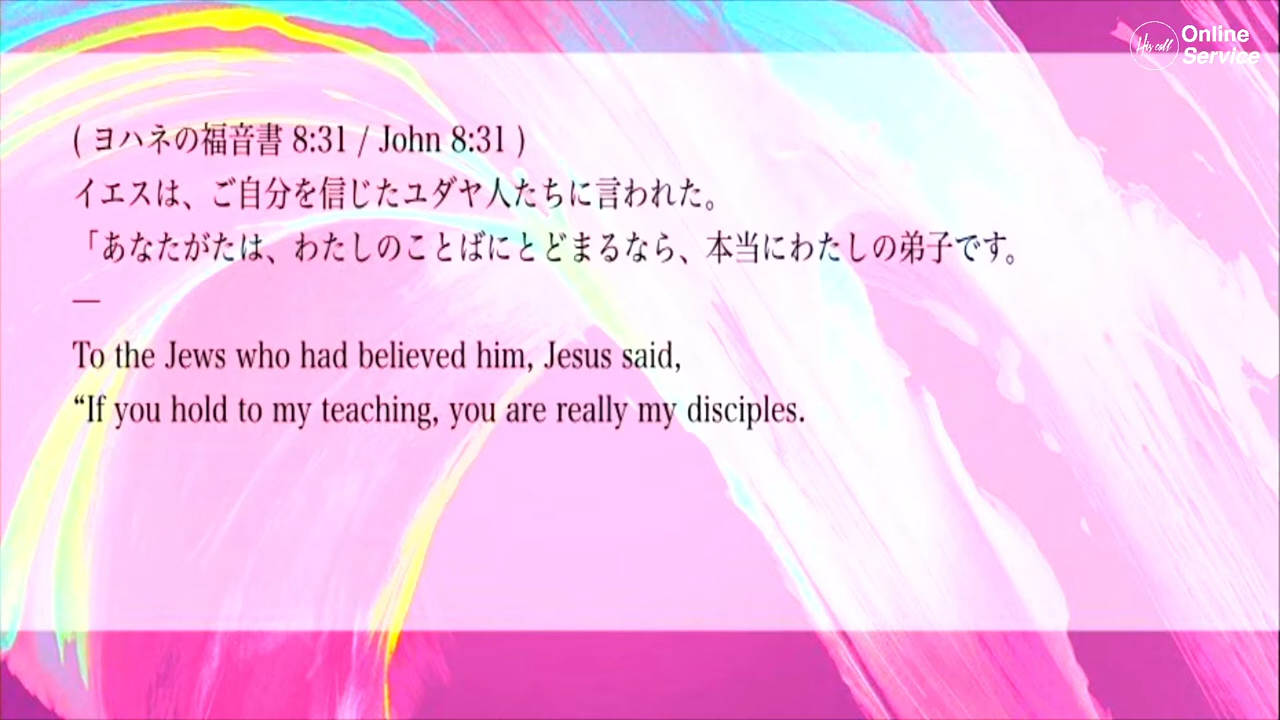 His call
Online
Service
( ヨハネの福音書 8:31 / John 8:31 )
イエスは、ご自分を信じたユダヤ人たちに言われた。
「あなたがたは、わたしのことばにとどまるなら、本当にわたしの弟子です。
—
To the Jews who had believed him, Jesus said,
“If you hold to my teaching, you are really my disciples.